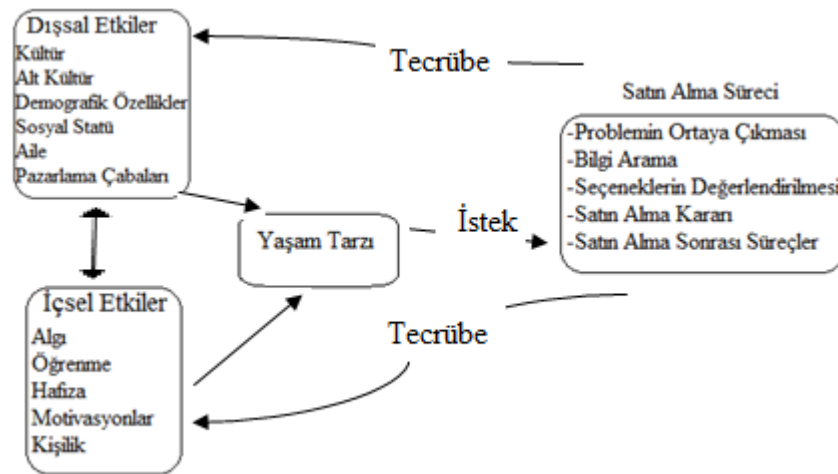 Dışsal Etkiler
Kültür
Alt Kültür
Demografik Özellikler
Sosyal Statü
Aile
Pazarlama Çabaları
Tecrübe
Satın Alma Süreci
-Problemin Ortaya Çıkması
-Bilgi Arama
-Seçeneklerin Değerlendirilmesi
-Satın Alma Kararı
-Satın Alma Sonrası Süreçler
Yaşam Tarzı
İstek
İçsel Etkiler
Algı
Öğrenme
Hafıza
Motivasyonlar
Kişilik
Tecrübe